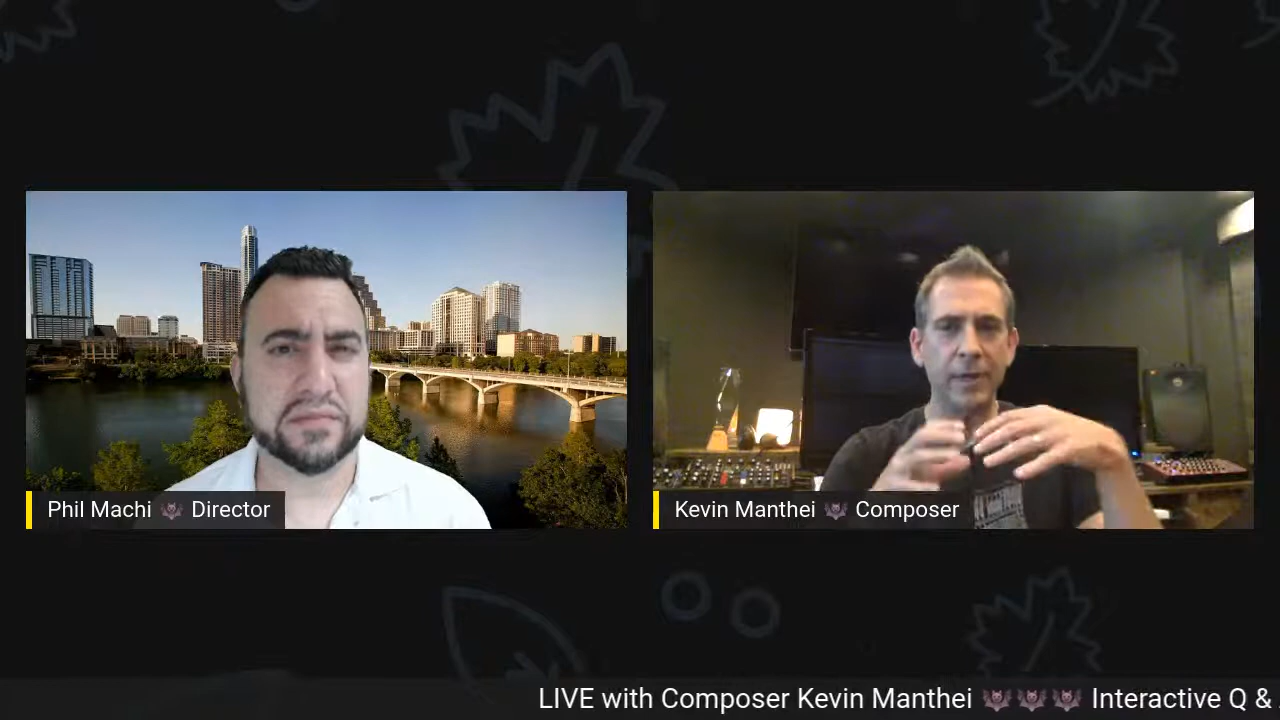 Phil Machi 🦇 Director
Kevin Manthei 🦇 Composer
LIVE with Composer Kevin Manthei 🦇🦇🦇 Interactive Q &